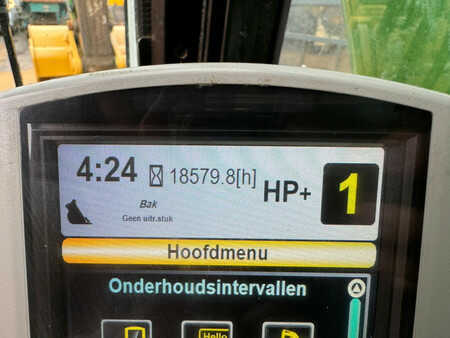 4:24 18579.8[h] HP+ 1
Bak
Geen uitr.stuk
Hoofdmenu
Onderhoudsintervallen
Hello